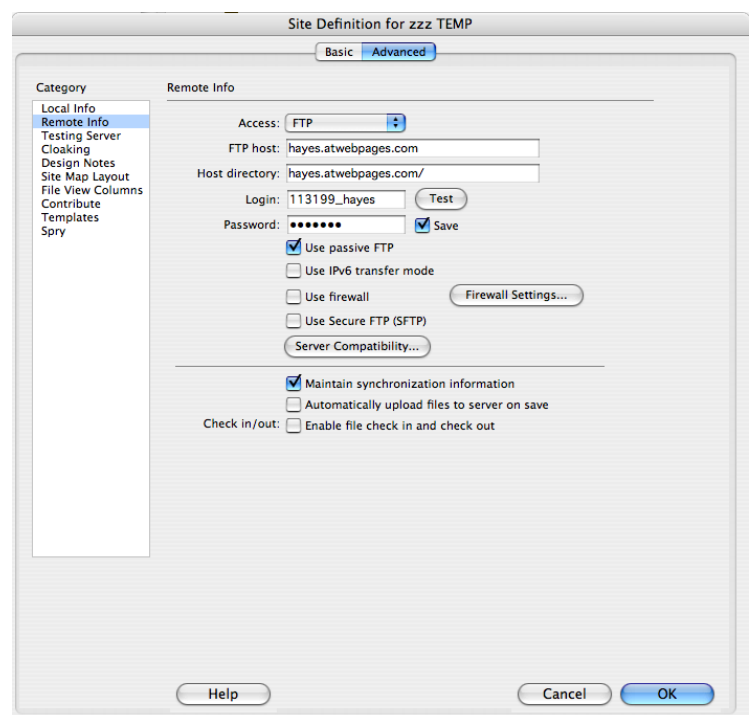 Site Definition for zzz TEMP
Basic Advanced
Category
Remote Info
Local Info
Remote Info
Testing Server
Cloaking
Design Notes
Site Map Layout
File View Columns
Contribute
Templates
Spry
Access: FTP
FTP host: hayes.atwebpages.com
Host directory: hayes.atwebpages.com/
Login: 113199_hayes Test
Password: ••••••• Save
Use passive FTP
Use IPv6 transfer mode
Use firewall Firewall Settings...
Use Secure FTP (SFTP)
Server Compatibility...
Maintain synchronization information
Automatically upload files to server on save
Check in/out: Enable file check in and check out
Help Cancel OK